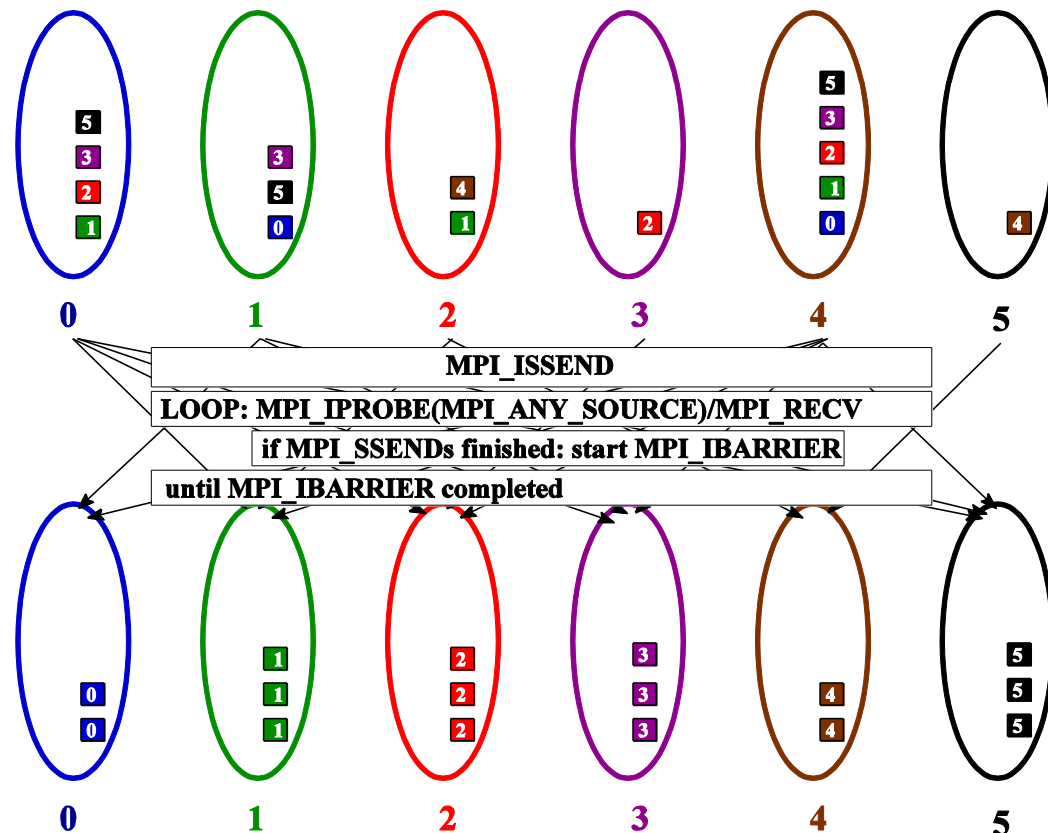 5
3 3 3
2 5 4 2
1 0 1 2 1
0 4
0 1 2 3 4 5
MPI_ISSEND
LOOP: MPI_IPROBE(MPI_ANY_SOURCE)/MPI_RECV
if MPI_SSENDs finished: start MPI_IBARRIER
until MPI_IBARRIER completed
1 2 3 5
0 1 2 3 4 5
0 1 2 3 4 5
0 1 2 3 4 5